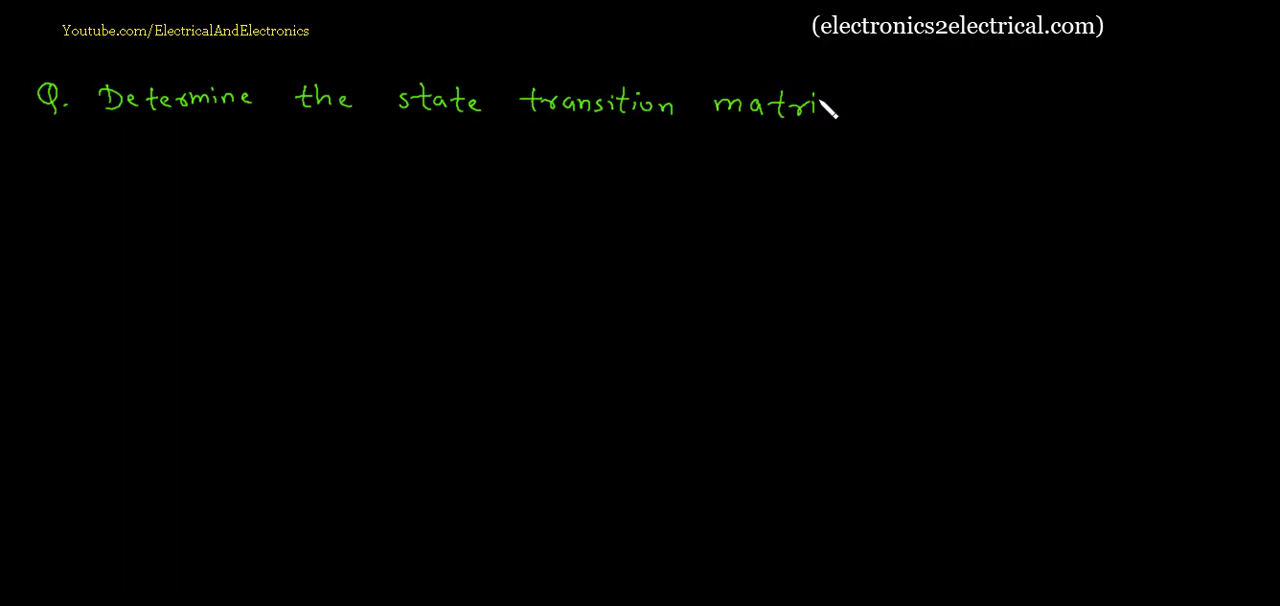 Youtube.com/ElectricalAndElectronics
(electronics2electrical.com)
Q. Determine the state transition matri